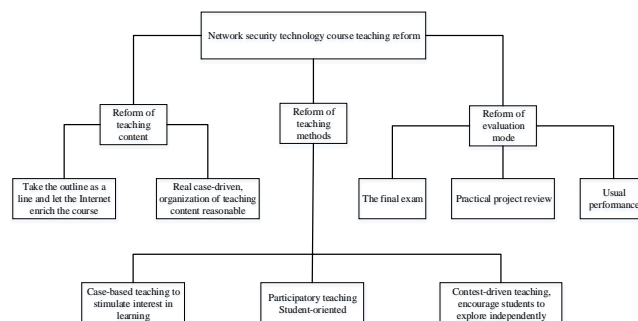 Network security technology course teaching reform
Reform of
teaching
content
Reform of
teaching
methods
Reform of
evaluation
mode
Take the outline as a
line and let the Internet
enrich the course
Real case-driven,
organization of teaching
content reasonable
The final exam
Practical project review
Usual
performance
Case-based teaching to
stimulate interest in
learning
Participatory teaching
Student-oriented
Contest-driven teaching,
encourage students to
explore independently